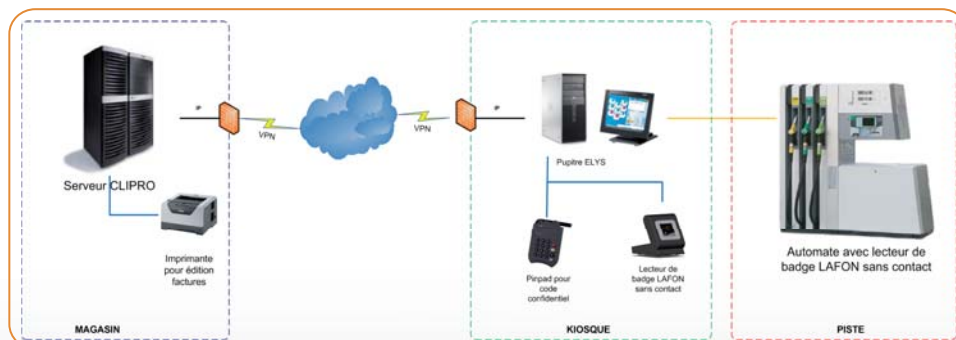 IP
VPN
VPN
IP
Serveur CLIPRO
Pupitre ELYS
Imprimante
pour édition
factures
Pinpad pour
code
confidentiel
Lecteur de
badge LAFON
sans contact
Automate avec lecteur de
badge LAFON sans contact
MAGASIN
KIOSQUE
PISTE